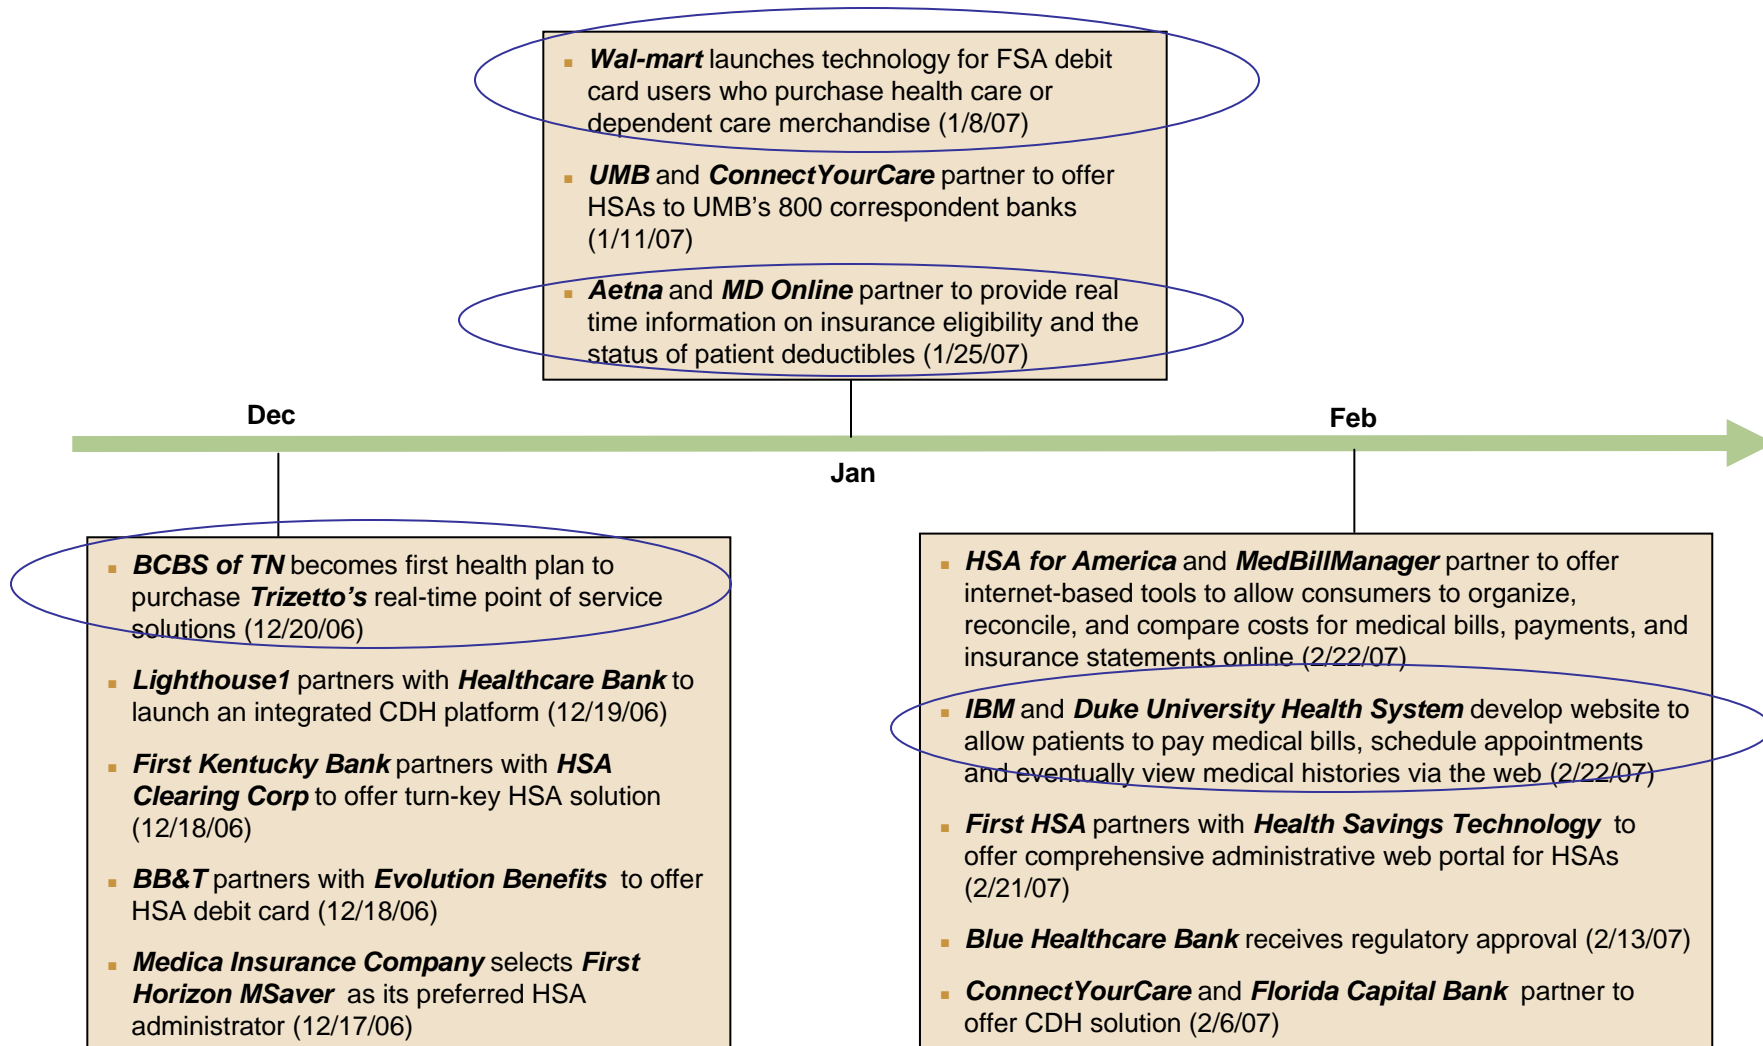 ▪ Wal-mart launches technology for FSA debit
card users who purchase health care or
dependent care merchandise (1/8/07)
▪ UMB and ConnectYourCare partner to offer
HSAs to UMB’s 800 correspondent banks
(1/11/07)
▪ Aetna and MD Online partner to provide real
time information on insurance eligibility and the
status of patient deductibles (1/25/07)
Dec
Jan
Feb
▪ BCBS of TN becomes first health plan to
purchase Trizetto’s real-time point of service
solutions (12/20/06)
▪ Lighthouse1 partners with Healthcare Bank to
launch an integrated CDH platform (12/19/06)
▪ First Kentucky Bank partners with HSA
Clearing Corp to offer turn-key HSA solution
(12/18/06)
▪ BB&T partners with Evolution Benefits to offer
HSA debit card (12/18/06)
▪ Medica Insurance Company selects First
Horizon MSaver as its preferred HSA
administrator (12/17/06)
▪ HSA for America and MedBillManager partner to offer
internet-based tools to allow consumers to organize,
reconcile, and compare costs for medical bills, payments, and
insurance statements online (2/22/07)
▪ IBM and Duke University Health System develop website to
allow patients to pay medical bills, schedule appointments
and eventually view medical histories via the web (2/22/07)
▪ First HSA partners with Health Savings Technology to
offer comprehensive administrative web portal for HSAs
(2/21/07)
▪ Blue Healthcare Bank receives regulatory approval (2/13/07)
▪ ConnectYourCare and Florida Capital Bank partner to
offer CDH solution (2/6/07)